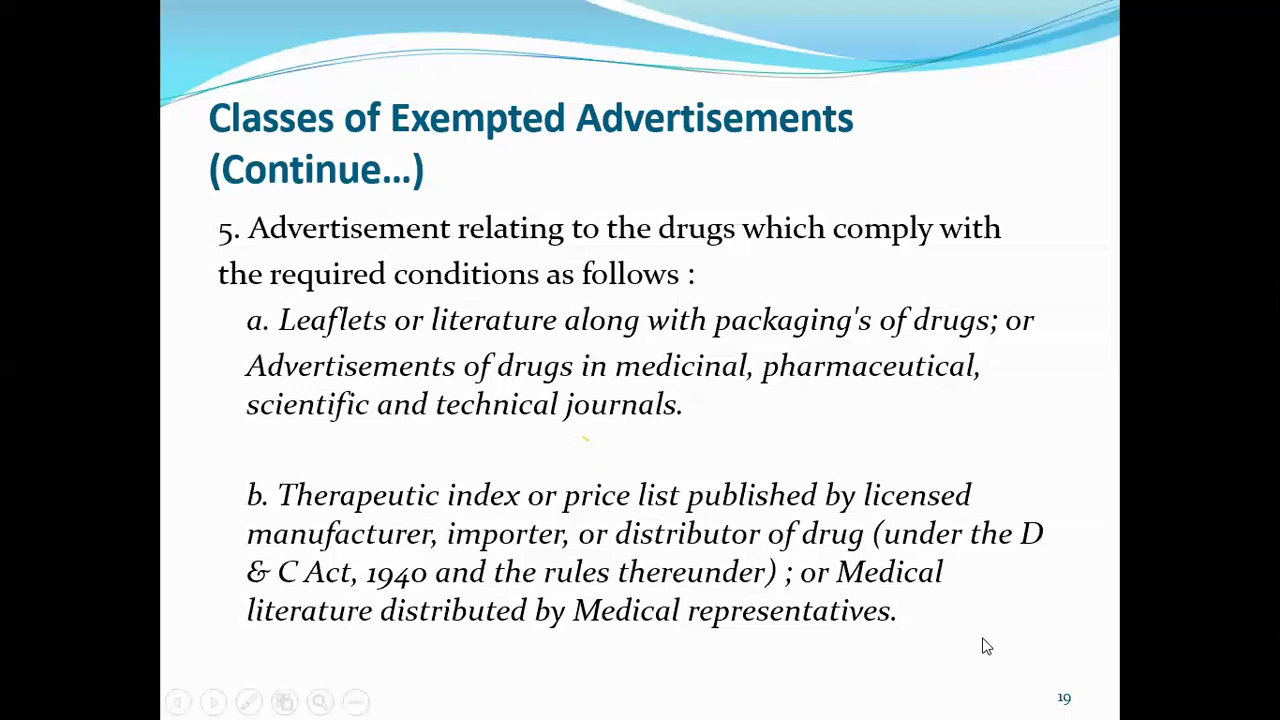 Classes of Exempted Advertisements
(Continue...)
5. Advertisement relating to the drugs which comply with
the required conditions as follows :
a. Leaflets or literature along with packaging's of drugs; or
Advertisements of drugs in medicinal, pharmaceutical,
scientific and technical journals.
b. Therapeutic index or price list published by licensed
manufacturer, importer, or distributor of drug (under the D
& C Act, 1940 and the rules thereunder) ; or Medical
literature distributed by Medical representatives.
19